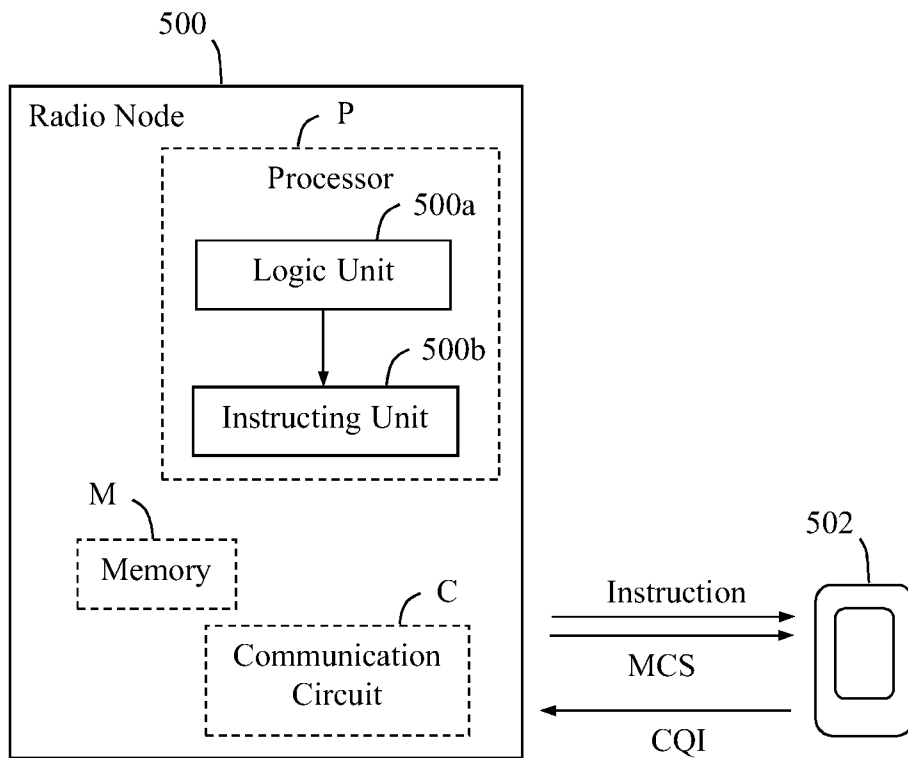 500
Radio Node
P
Processor
500a
Logic Unit
500b
Instructing Unit
M
Memory
C
Communication
Circuit
502
Instruction
MCS
CQI